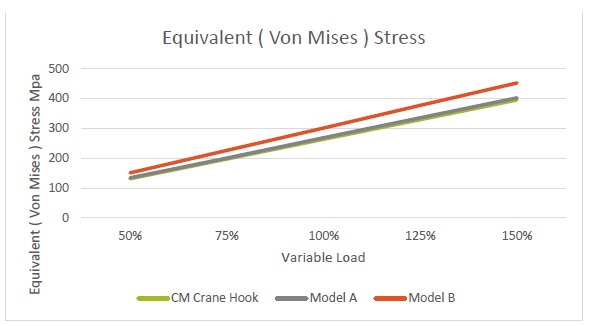 Equivalent ( Von Mises ) Stress
Equivalent ( Von Mises ) Stress Mpa
500
400
300
200
100
0
50% 75% 100% 125% 150%
Variable Load
CM Crane Hook Model A Model B